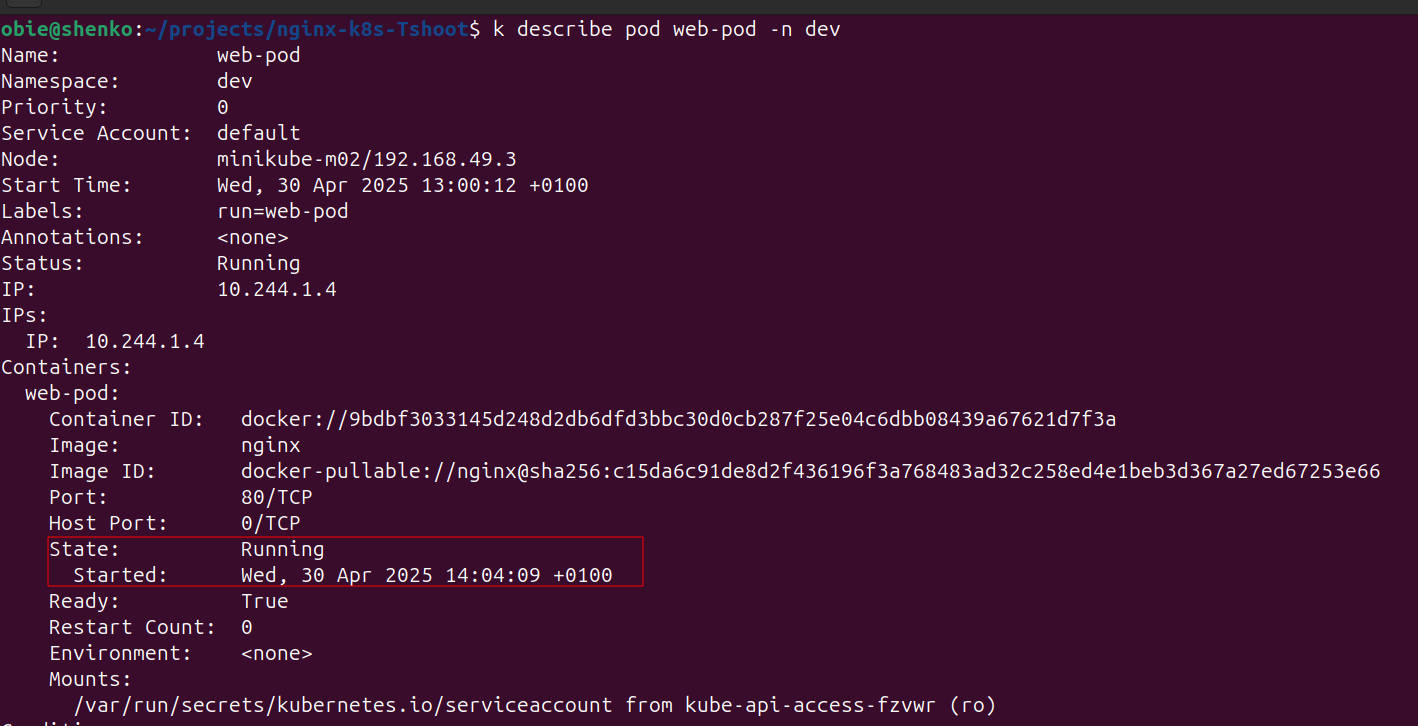 obie@shenko:~/projects/nginx-k8s-Tshoot$ k describe pod web-pod -n dev
Name:             web-pod
Namespace:        dev
Priority:         0
Service Account:  default
Node:             minikube-m02/192.168.49.3
Start Time:       Wed, 30 Apr 2025 13:00:12 +0100
Labels:           run=web-pod
Annotations:      <none>
Status:           Running
IP:               10.244.1.4
IPs:
  IP:  10.244.1.4
Containers:
  web-pod:
    Container ID:   docker://9bdbf3033145d248d2db6dfd3bbc30d0cb287f25e04c6dbb08439a67621d7f3a
    Image:          nginx
    Image ID:       docker-pullable://nginx@sha256:c15da6c91de8d2f436196f3a768483ad32c258ed4e1beb3d367a27ed67253e66
    Port:           80/TCP
    Host Port:      0/TCP
    State:          Running
      Started:      Wed, 30 Apr 2025 14:04:09 +0100
    Ready:          True
    Restart Count:  0
    Environment:    <none>
    Mounts:
      /var/run/secrets/kubernetes.io/serviceaccount from kube-api-access-fzvwr (ro)